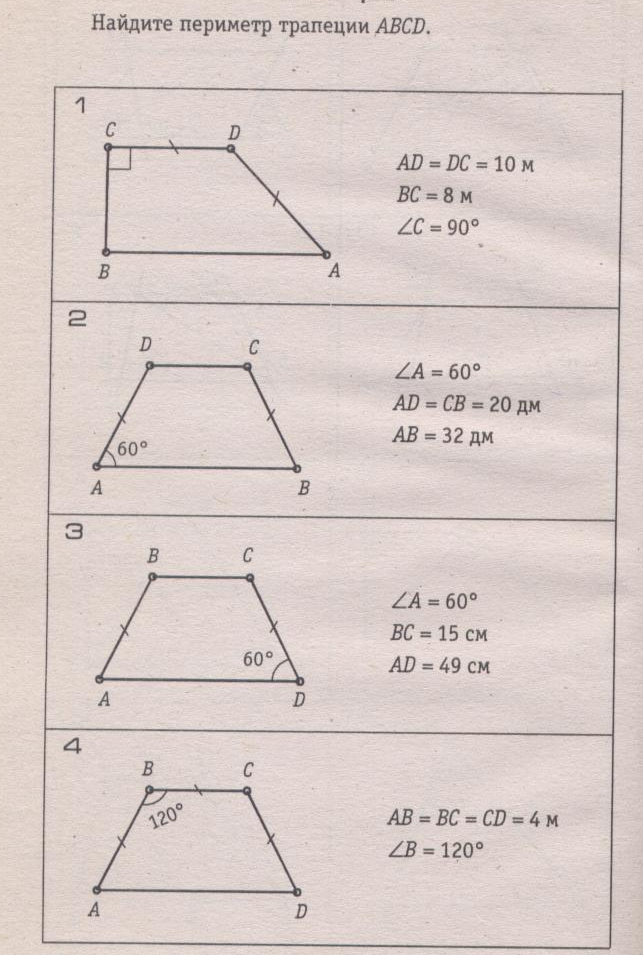 Найдите периметр трапеции ABCD.
1
C
D
AD = DC = 10 м
BC = 8 м
∠C = 90°
B
A
2
D
C
∠A = 60°
AD = CB = 20 дм
AB = 32 дм
60°
A
B
3
B
C
∠A = 60°
BC = 15 см
AD = 49 см
60°
A
D
4
B
C
120°
AB = BC = CD = 4 м
∠B = 120°
A
D